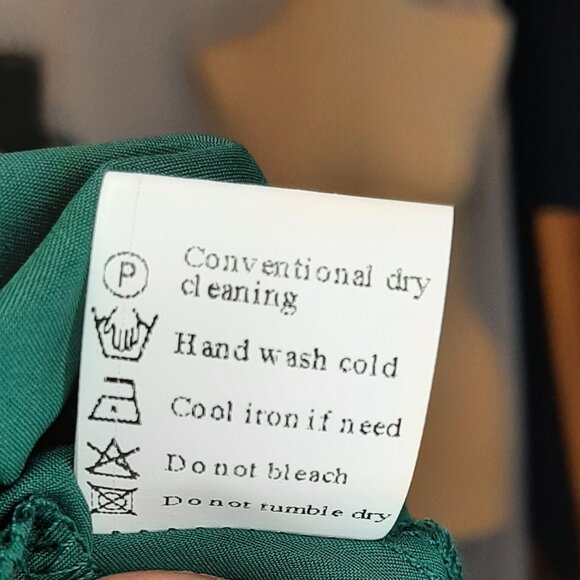 P Conventional dry
cleaning
Hand wash cold
Cool iron if need
Do not bleach
Do not tumble dry